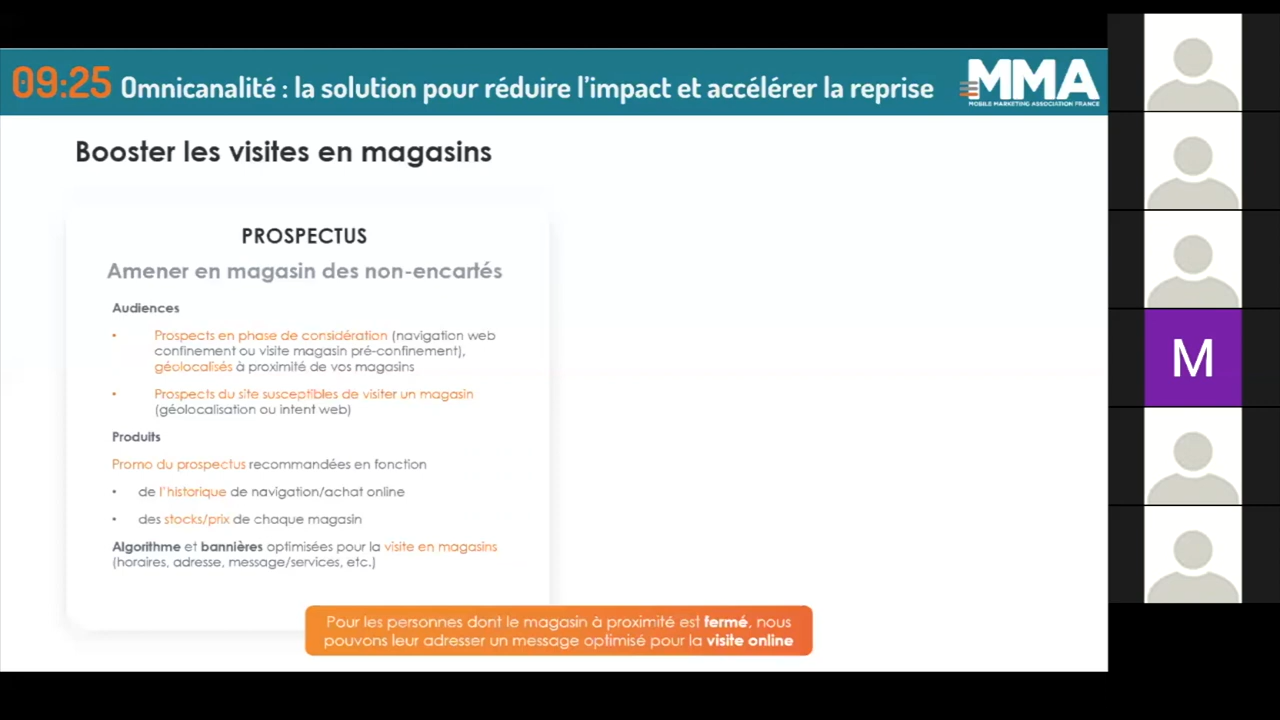 09:25 Omnicanalité : la solution pour réduire l'impact et accélérer la reprise
MMA
MOBILE MARKETING ASSOCIATION FRANCE
Booster les visites en magasins
PROSPECTUS
Amener en magasin des non-encartés
Audiences
• Prospects en phase de considération (navigation web
confinement ou visite magasin pré-confinement),
géolocalisés à proximité de vos magasins
• Prospects du site susceptibles de visiter un magasin
(géolocalisation ou intent web)
Produits
Promo du prospectus recommandées en fonction
• de l'historique de navigation/achat online
• des stocks/prix de chaque magasin
Algorithme et bannières optimisées pour la visite en magasins
(horaires, adresse, message/services, etc.)
Pour les personnes dont le magasin à proximité est fermé, nous
pouvons leur adresser un message optimisé pour la visite online
M